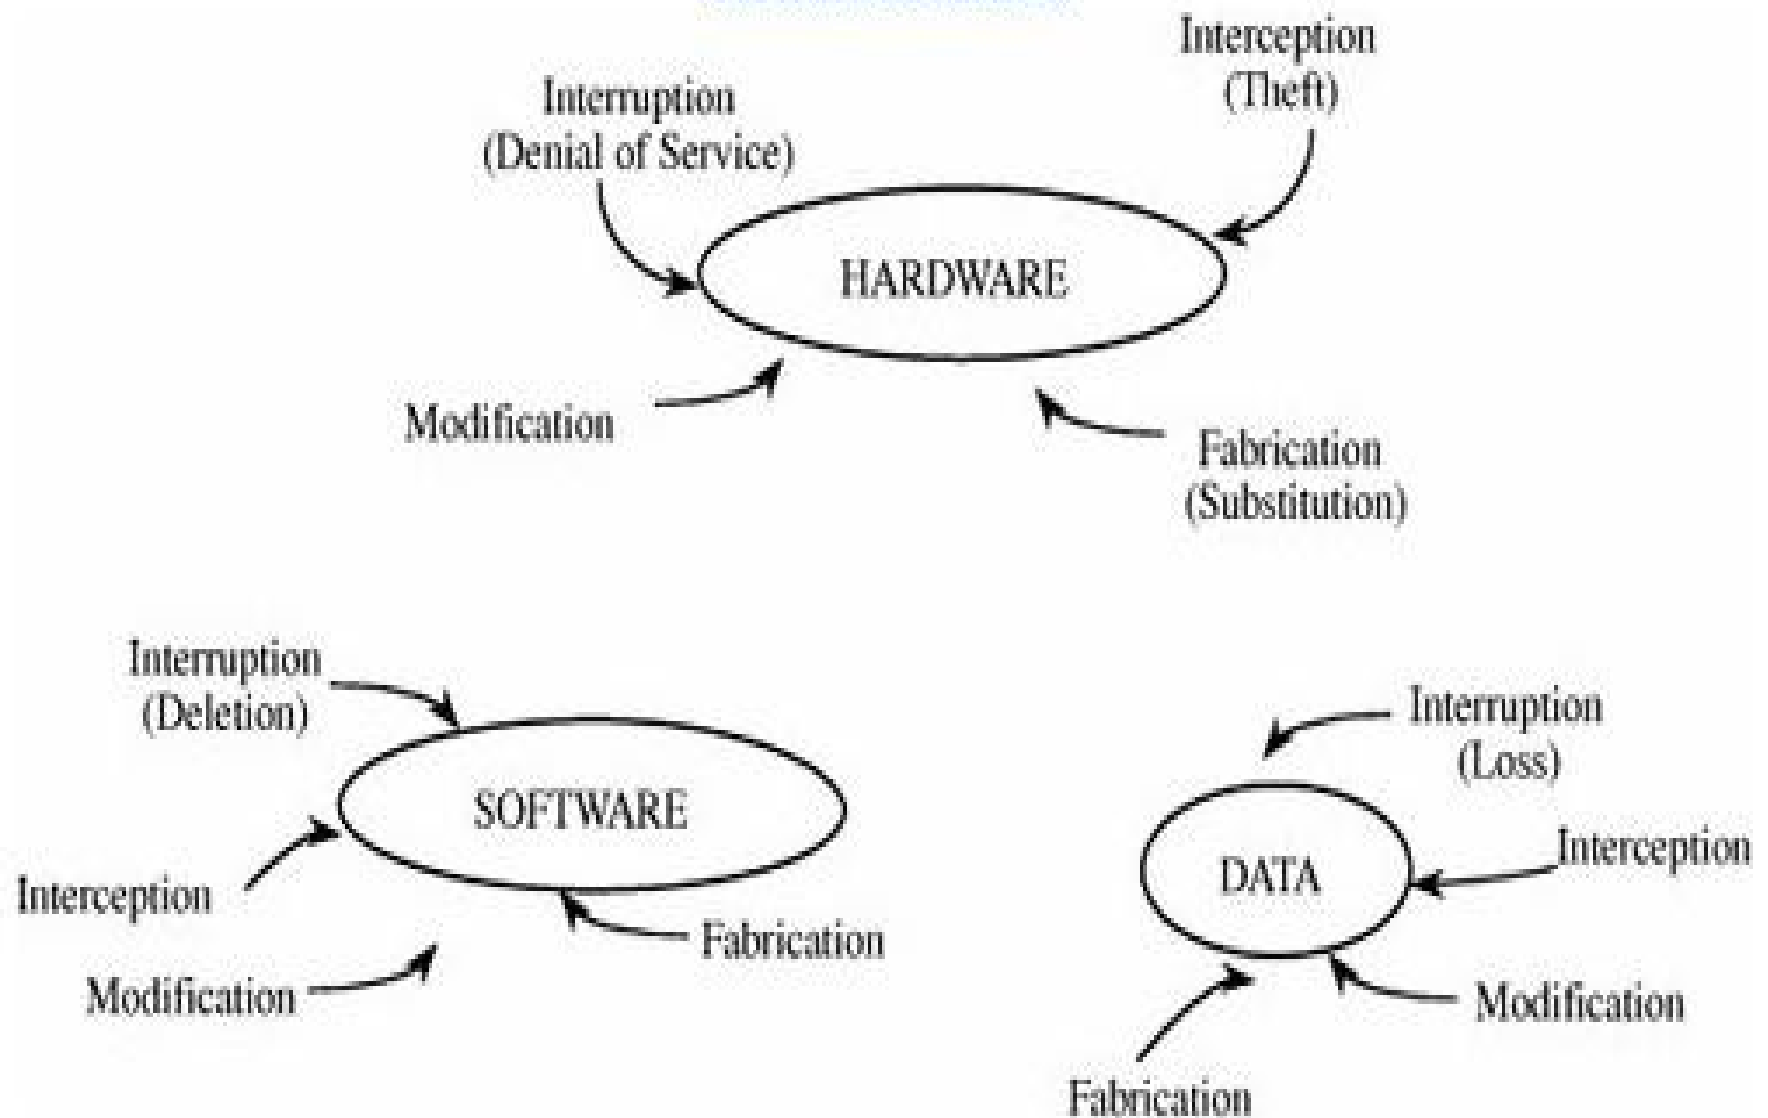 Interception
(Theft)
Interruption
(Denial of Service)
HARDWARE
Modification
Fabrication
(Substitution)
Interruption
(Deletion)
SOFTWARE
Interception
Modification
Fabrication
Interruption
(Loss)
Interception
DATA
Modification
Fabrication